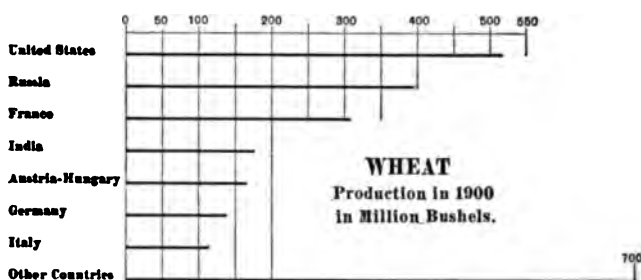 0 50 100 200 300 400 500 550
United States
Russia
France
India
Austria-Hungary
Germany
Italy
Other Countries
WHEAT
Production in 1900
in Million Bushels.
700